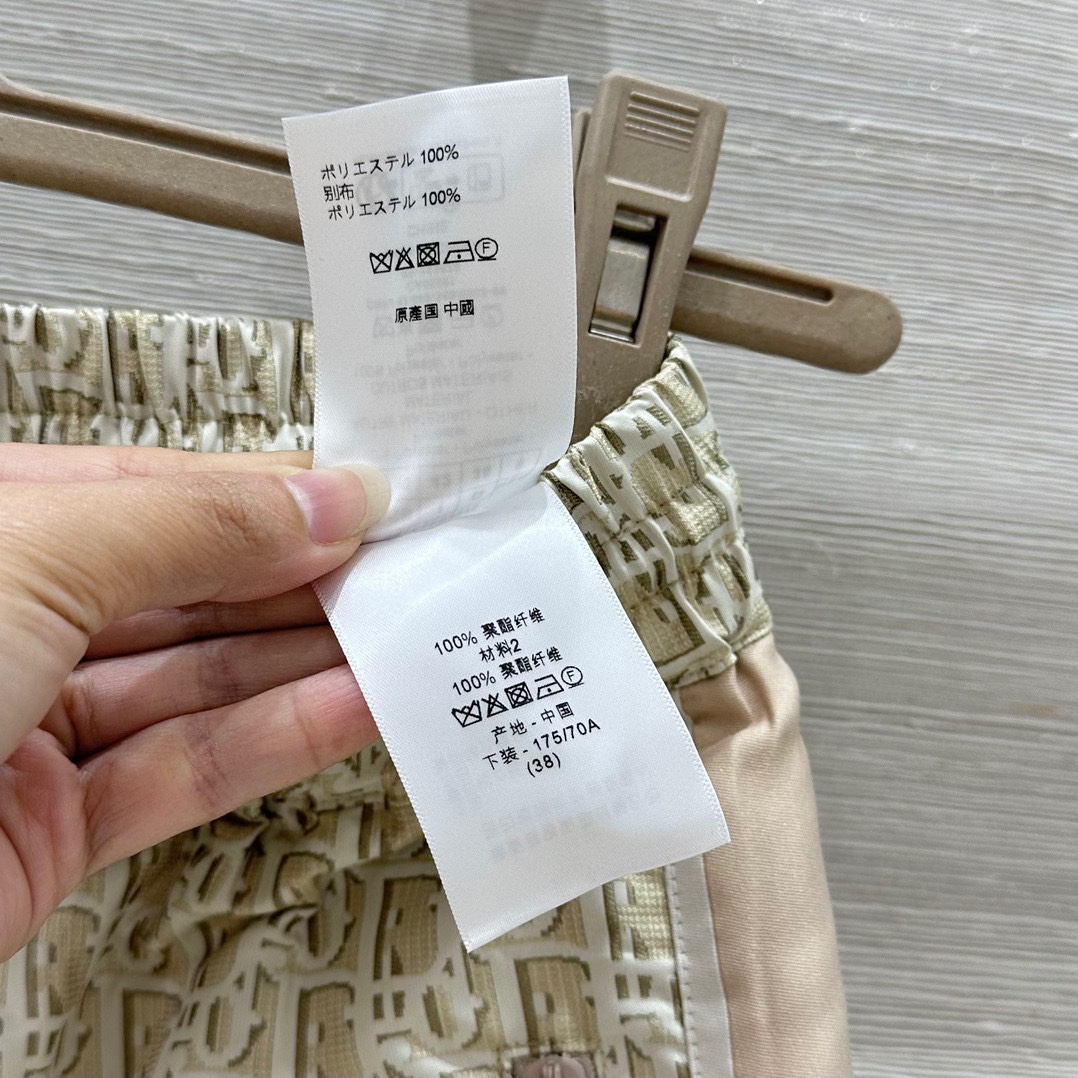 ポリエステル 100%
別布
ポリエステル 100%
F
原產国 中國
100% 聚酯纤维
材料2
100% 聚酯纤维
F
产地 - 中国
下装 - 175/70A
(38)